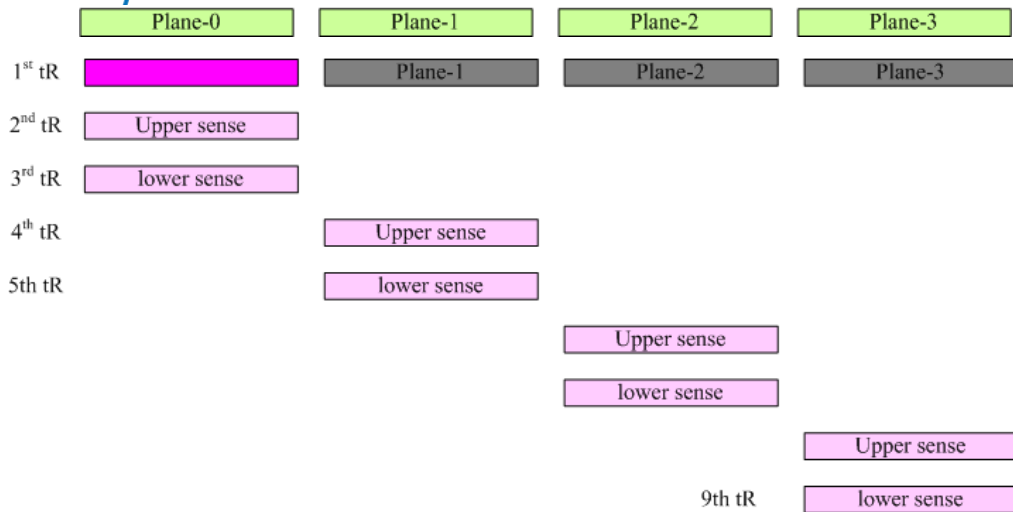 Plane-0 Plane-1 Plane-2 Plane-3
1st tR Plane-1 Plane-2 Plane-3
2nd tR Upper sense
3rd tR lower sense
4th tR Upper sense
5th tR lower sense
Upper sense
lower sense
Upper sense
9th tR lower sense